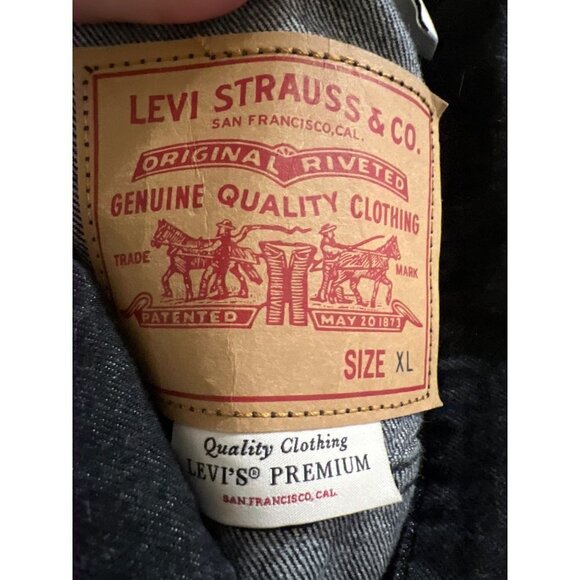 LEVI STRAUSS & CO.
SAN FRANCISCO, CAL.
ORIGINAL RIVETED
GENUINE QUALITY CLOTHING
TRADE MARK
PATENTED MAY 20 1873
SIZE XL
Quality Clothing
LEVI'S® PREMIUM
SAN FRANCISCO, CAL.